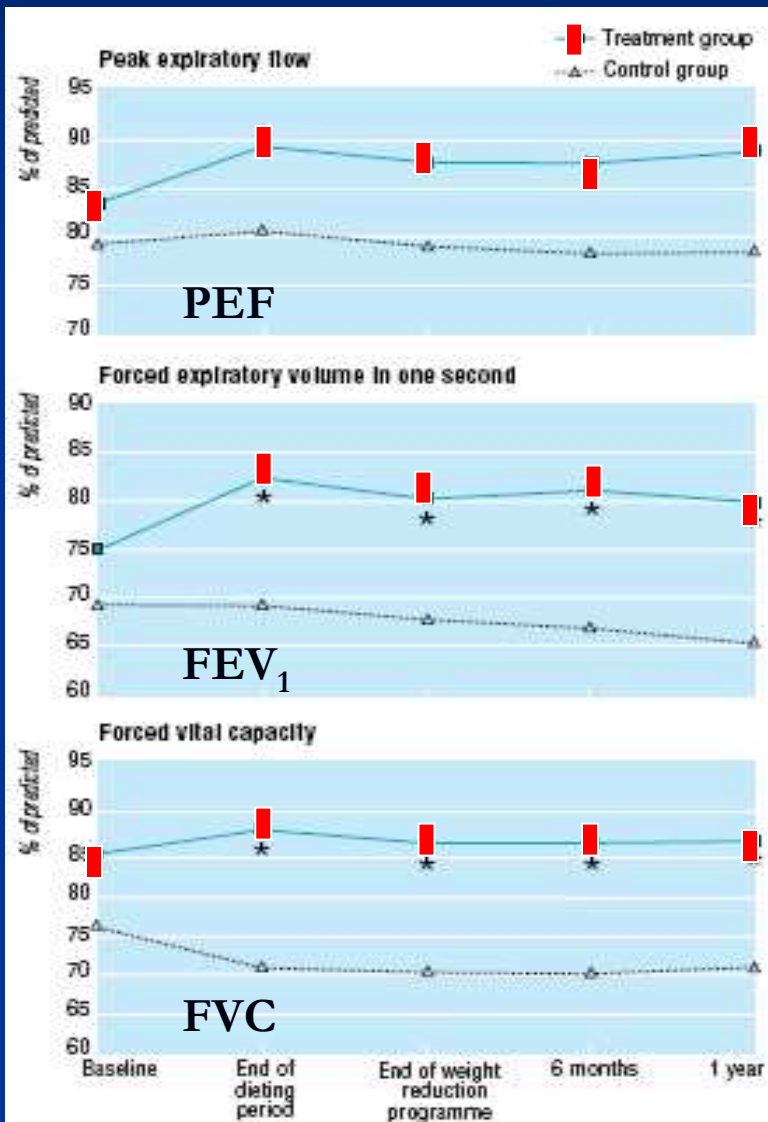 Treatment group
Control group
Peak expiratory flow
% of predicted
95
90
85
80
75
70
PEF
Forced expiratory volume in one second
% of predicted
90
85
80
75
70
65
60
*
*
*
FEV₁
Forced vital capacity
% of predicted
95
90
85
80
75
70
65
60
*
*
*
FVC
Baseline
End of
dieting
period
End of weight
reduction
programme
6 months
1 year